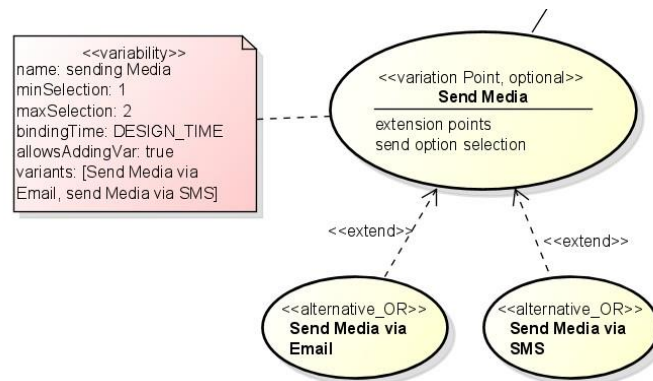 <<variability>>
name: sending Media
minSelection: 1
maxSelection: 2
bindingTime: DESIGN_TIME
allowsAddingVar: true
variants: [Send Media via
Email, send Media via SMS]
<<variation Point, optional>>
Send Media
extension points
send option selection
<<extend>>
<<extend>>
<<alternative_OR>>
Send Media via
Email
<<alternative_OR>>
Send Media via
SMS